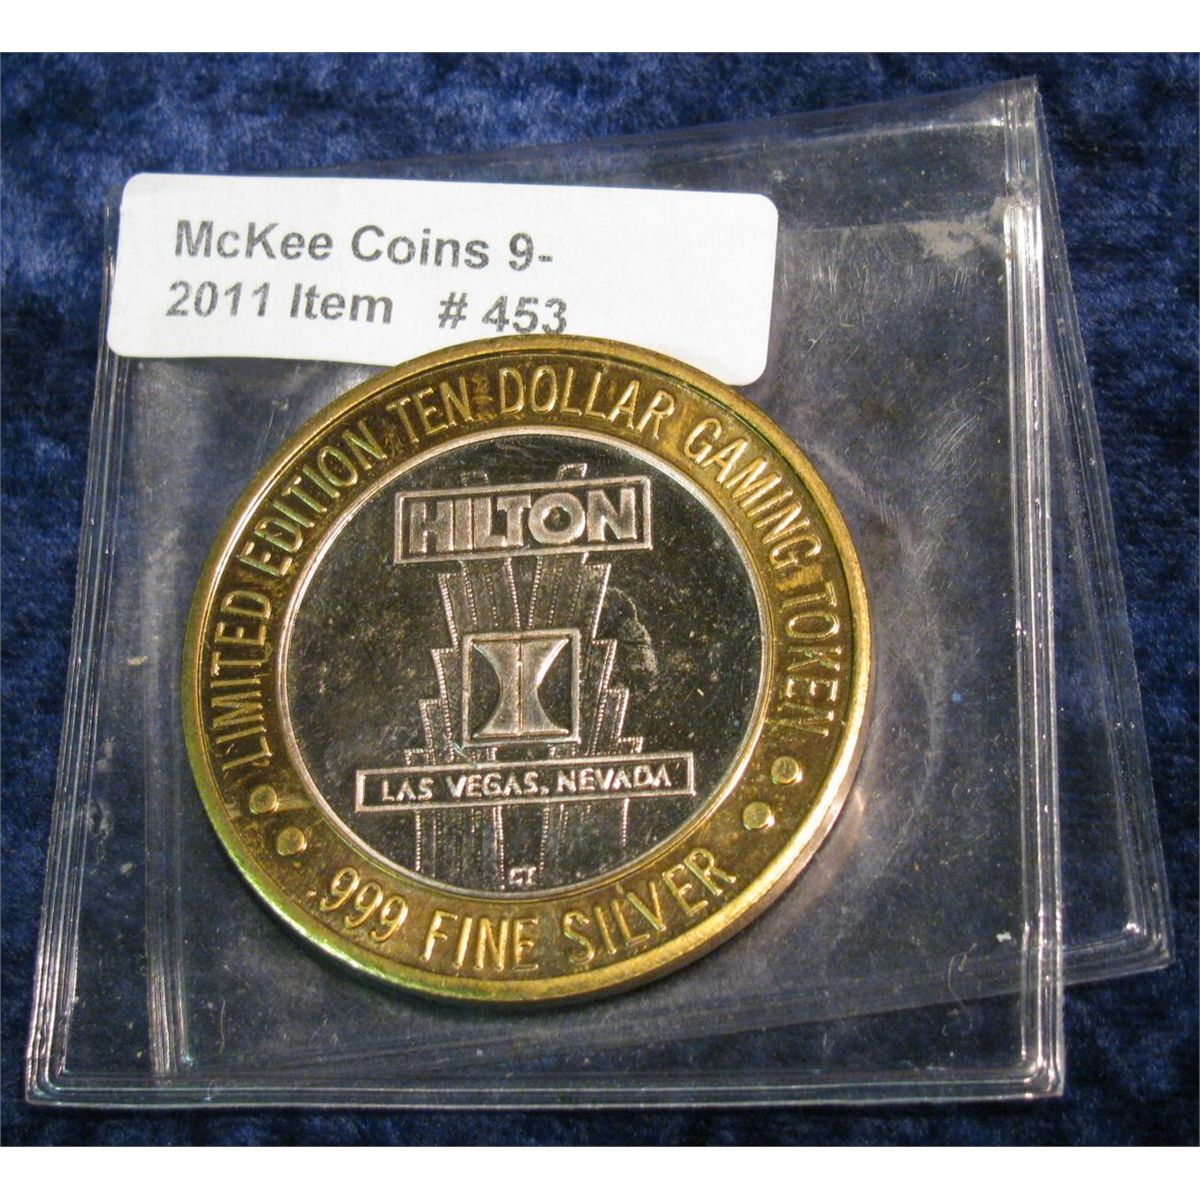 McKee Coins 9-
2011 Item # 453
LIMITED EDITION TEN DOLLAR GAMING TOKEN
HILTON
LAS VEGAS, NEVADA
CT
.999 FINE SILVER